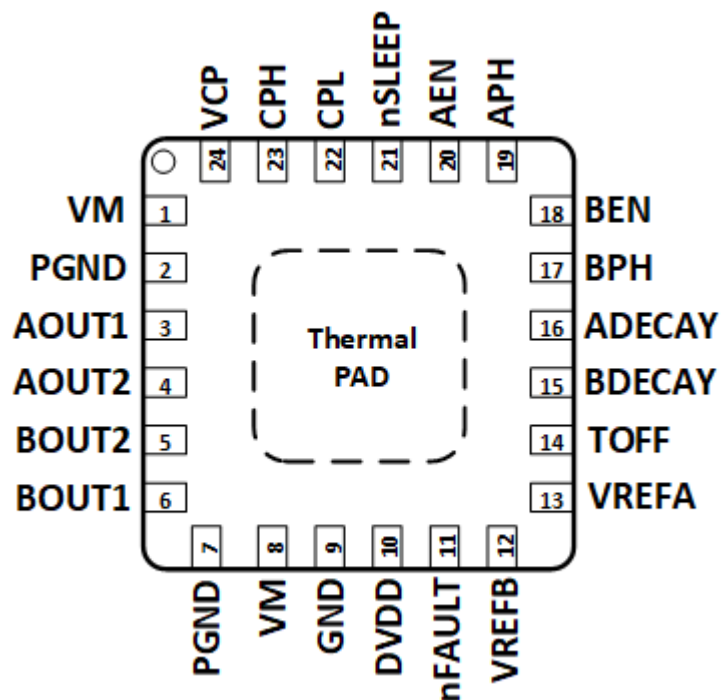 VCP
CPH
CPL
nSLEEP
AEN
APH
24
23
22
21
20
19
VM 1
PGND 2
AOUT1 3
AOUT2 4
BOUT2 5
BOUT1 6
Thermal
PAD
18 BEN
17 BPH
16 ADECAY
15 BDECAY
14 TOFF
13 VREFA
7
8
9
10
11
12
PGND
VM
GND
DVDD
nFAULT
VREFB